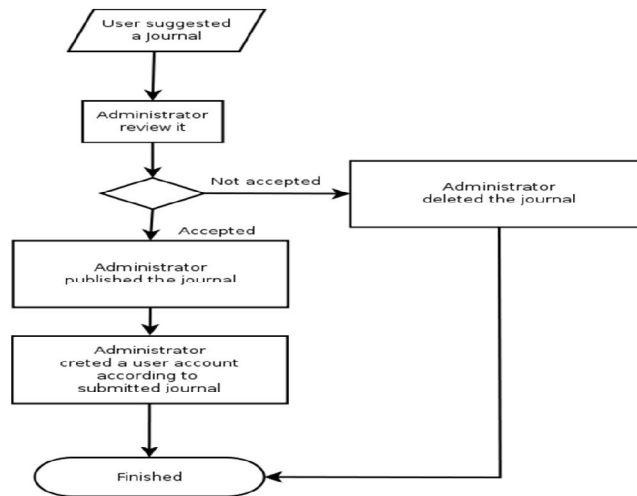 User suggested
a journal
Administrator
review it
Not accepted
Administrator
deleted the journal
Accepted
Administrator
published the journal
Administrator
creted a user account
according to
submitted journal
Finished